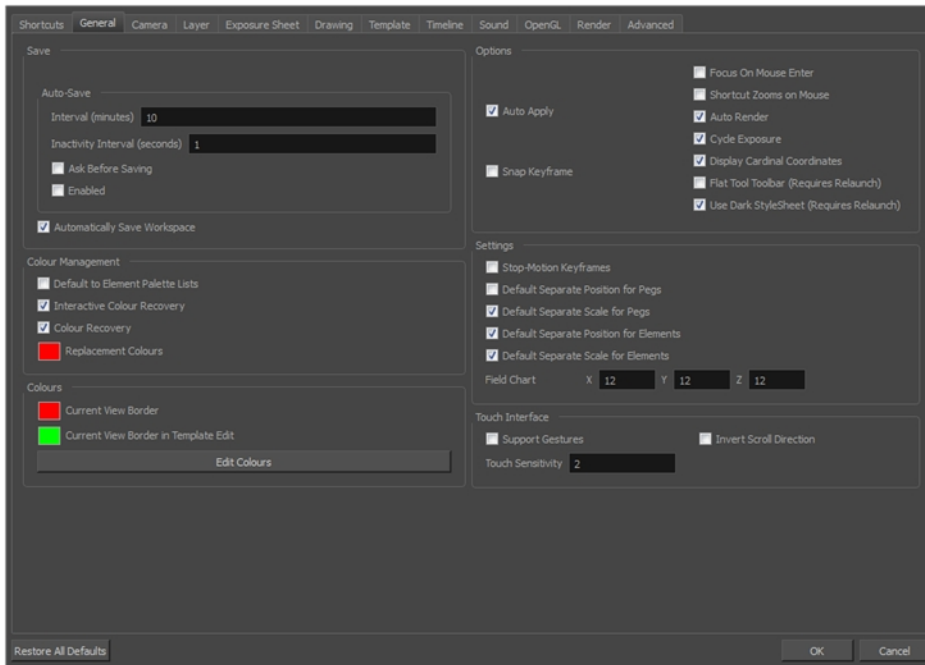 Shortcuts General Camera Layer Exposure Sheet Drawing Template Timeline Sound OpenGL Render Advanced
Save
Auto-Save
Interval (minutes) 10
Inactivity Interval (seconds) 1
Ask Before Saving
Enabled
Automatically Save Workspace
Colour Management
Default to Element Palette Lists
Interactive Colour Recovery
Colour Recovery
Replacement Colours
Colours
Current View Border
Current View Border in Template Edit
Edit Colours
Options
Auto Apply
Snap Keyframe
Focus On Mouse Enter
Shortcut Zooms on Mouse
Auto Render
Cycle Exposure
Display Cardinal Coordinates
Flat Tool Toolbar (Requires Relaunch)
Use Dark StyleSheet (Requires Relaunch)
Settings
Stop-Motion Keyframes
Default Separate Position for Pegs
Default Separate Scale for Pegs
Default Separate Position for Elements
Default Separate Scale for Elements
Field Chart X 12 Y 12 Z 12
Touch Interface
Support Gestures Invert Scroll Direction
Touch Sensitivity 2
Restore All Defaults OK Cancel